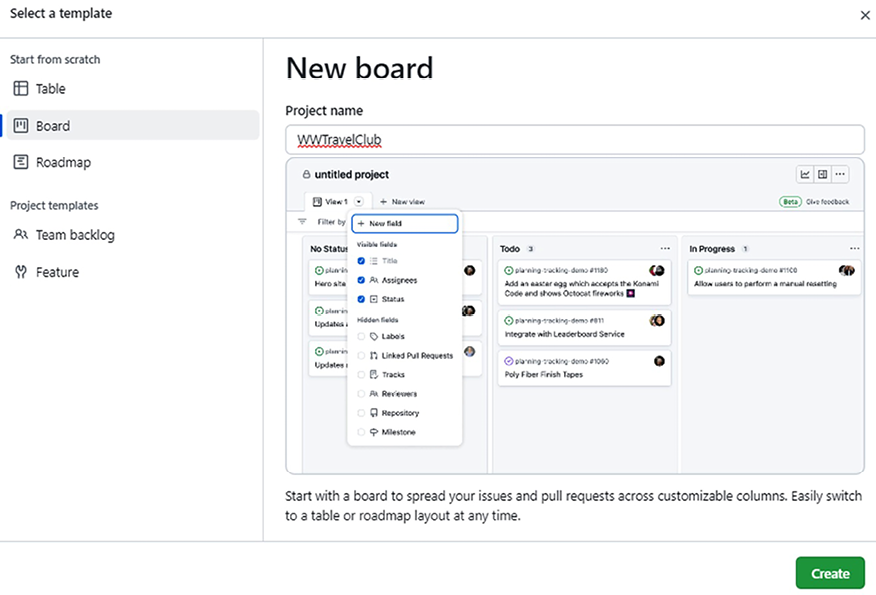 Select a template
Start from scratch
Table
Board
Roadmap
Project templates
Team backlog
Feature
New board
Project name
WWTravelClub
untitled project
View 1
+ New view
Beta Give feedback
Filter by
+ New field
Visible fields
Title
Assignees
Status
Hidden fields
Labels
Linked Pull Requests
Tracks
Reviewers
Repository
Milestone
No Status
Hero site
Updates
Updates
Todo 3
planning-tracking-demo #1180
Add an easter egg which accepts the Konami
Code and shows Octocat fireworks
planning-tracking-demo #811
Integrate with Leaderboard Service
planning-tracking-demo #1060
Poly Fiber Finish Tapes
In Progress 1
planning-tracking-demo #1100
Allow users to perform a manual resetting
Start with a board to spread your issues and pull requests across customizable columns. Easily switch
to a table or roadmap layout at any time.
Create